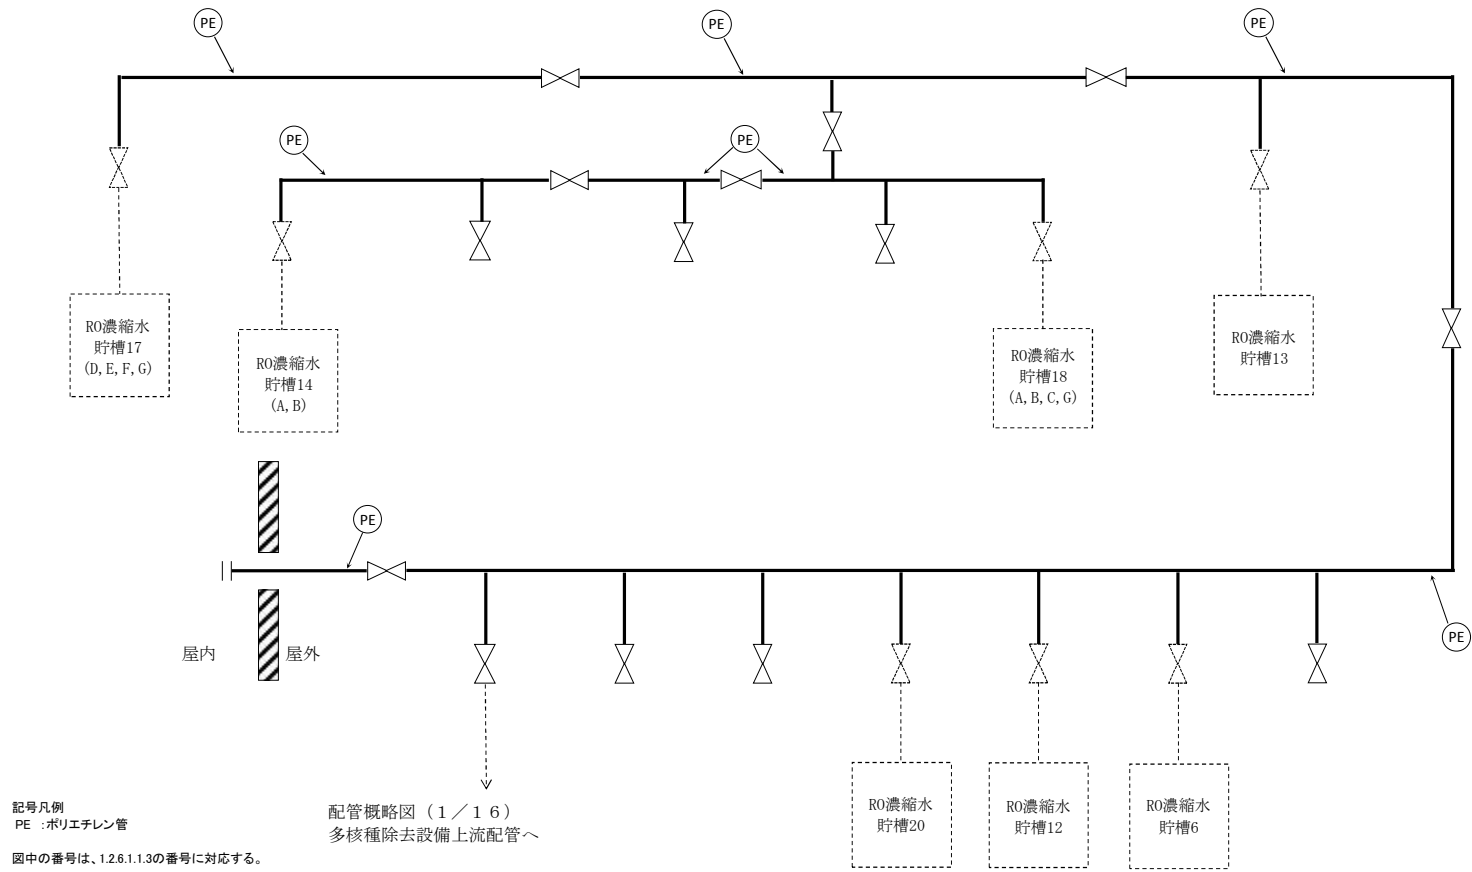 PE
PE
PE
PE
PE
RO濃縮水
貯槽17
(D,E,F,G)
RO濃縮水
貯槽14
(A,B)
RO濃縮水
貯槽18
(A,B,C,G)
RO濃縮水
貯槽13
PE
PE
屋内
屋外
RO濃縮水
貯槽20
RO濃縮水
貯槽12
RO濃縮水
貯槽6
配管概略図（１／１６）
多核種除去設備上流配管へ
記号凡例
PE ：ポリエチレン管
図中の番号は、1.2.6.1.1.3の番号に対応する。